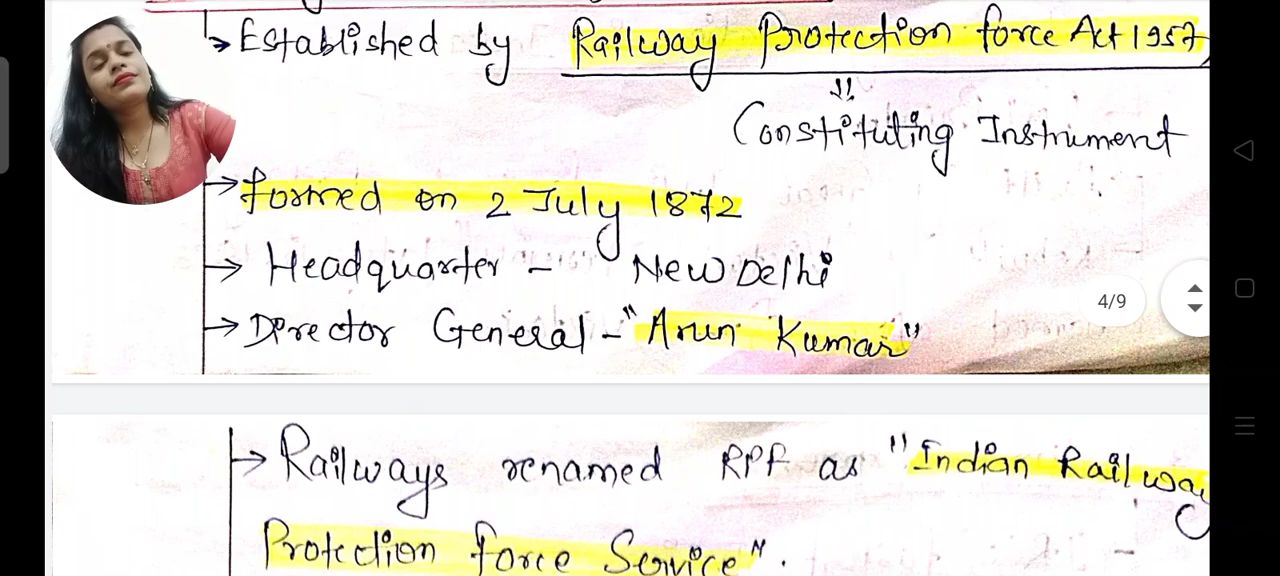 Established by Railway Protection force Act 1957,
Constituting Instrument
formed on 2 July 1872
Headquarter - New Delhi
Director General - "Arun Kumar"
4/9
Railways renamed RPF as "Indian Railway
Protection force Service".